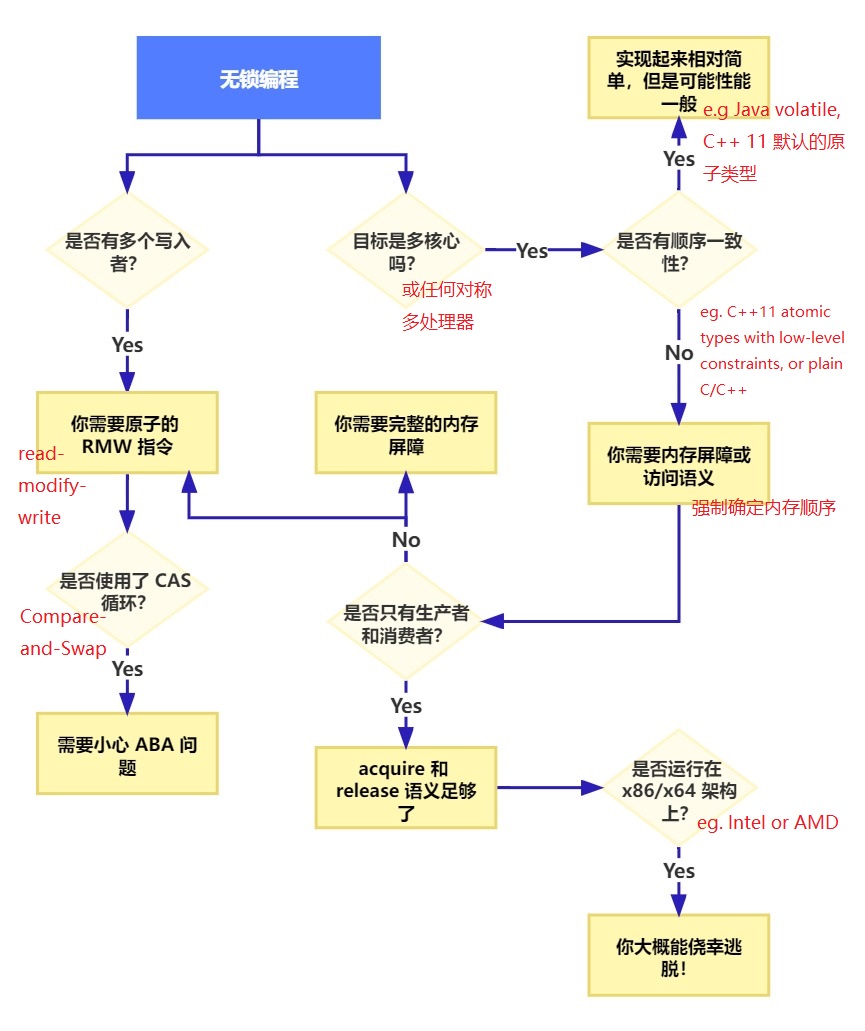 无锁编程
实现起来相对简
单，但是可能性能
一般
e.g Java volatile,
C++ 11 默认的原
子类型
Yes
是否有多个写入
者？
目标是多核心
吗？
或任何对称
多处理器
Yes
是否有顺序一致
性？
Yes
eg. C++11 atomic
types with low-level
constraints, or plain
C/C++
No
你需要原子的
RMW 指令
read-
modify-
write
你需要完整的内存
屏障
你需要内存屏障或
访问语义
强制确定内存顺序
No
是否使用了 CAS
循环？
Compare-
and-Swap
是否只有生产者
和消费者？
Yes
Yes
需要小心 ABA 问
题
acquire 和
release 语义足够
了
是否运行在
x86/x64 架构
上？
eg. Intel or AMD
Yes
你大概能侥幸逃
脱！